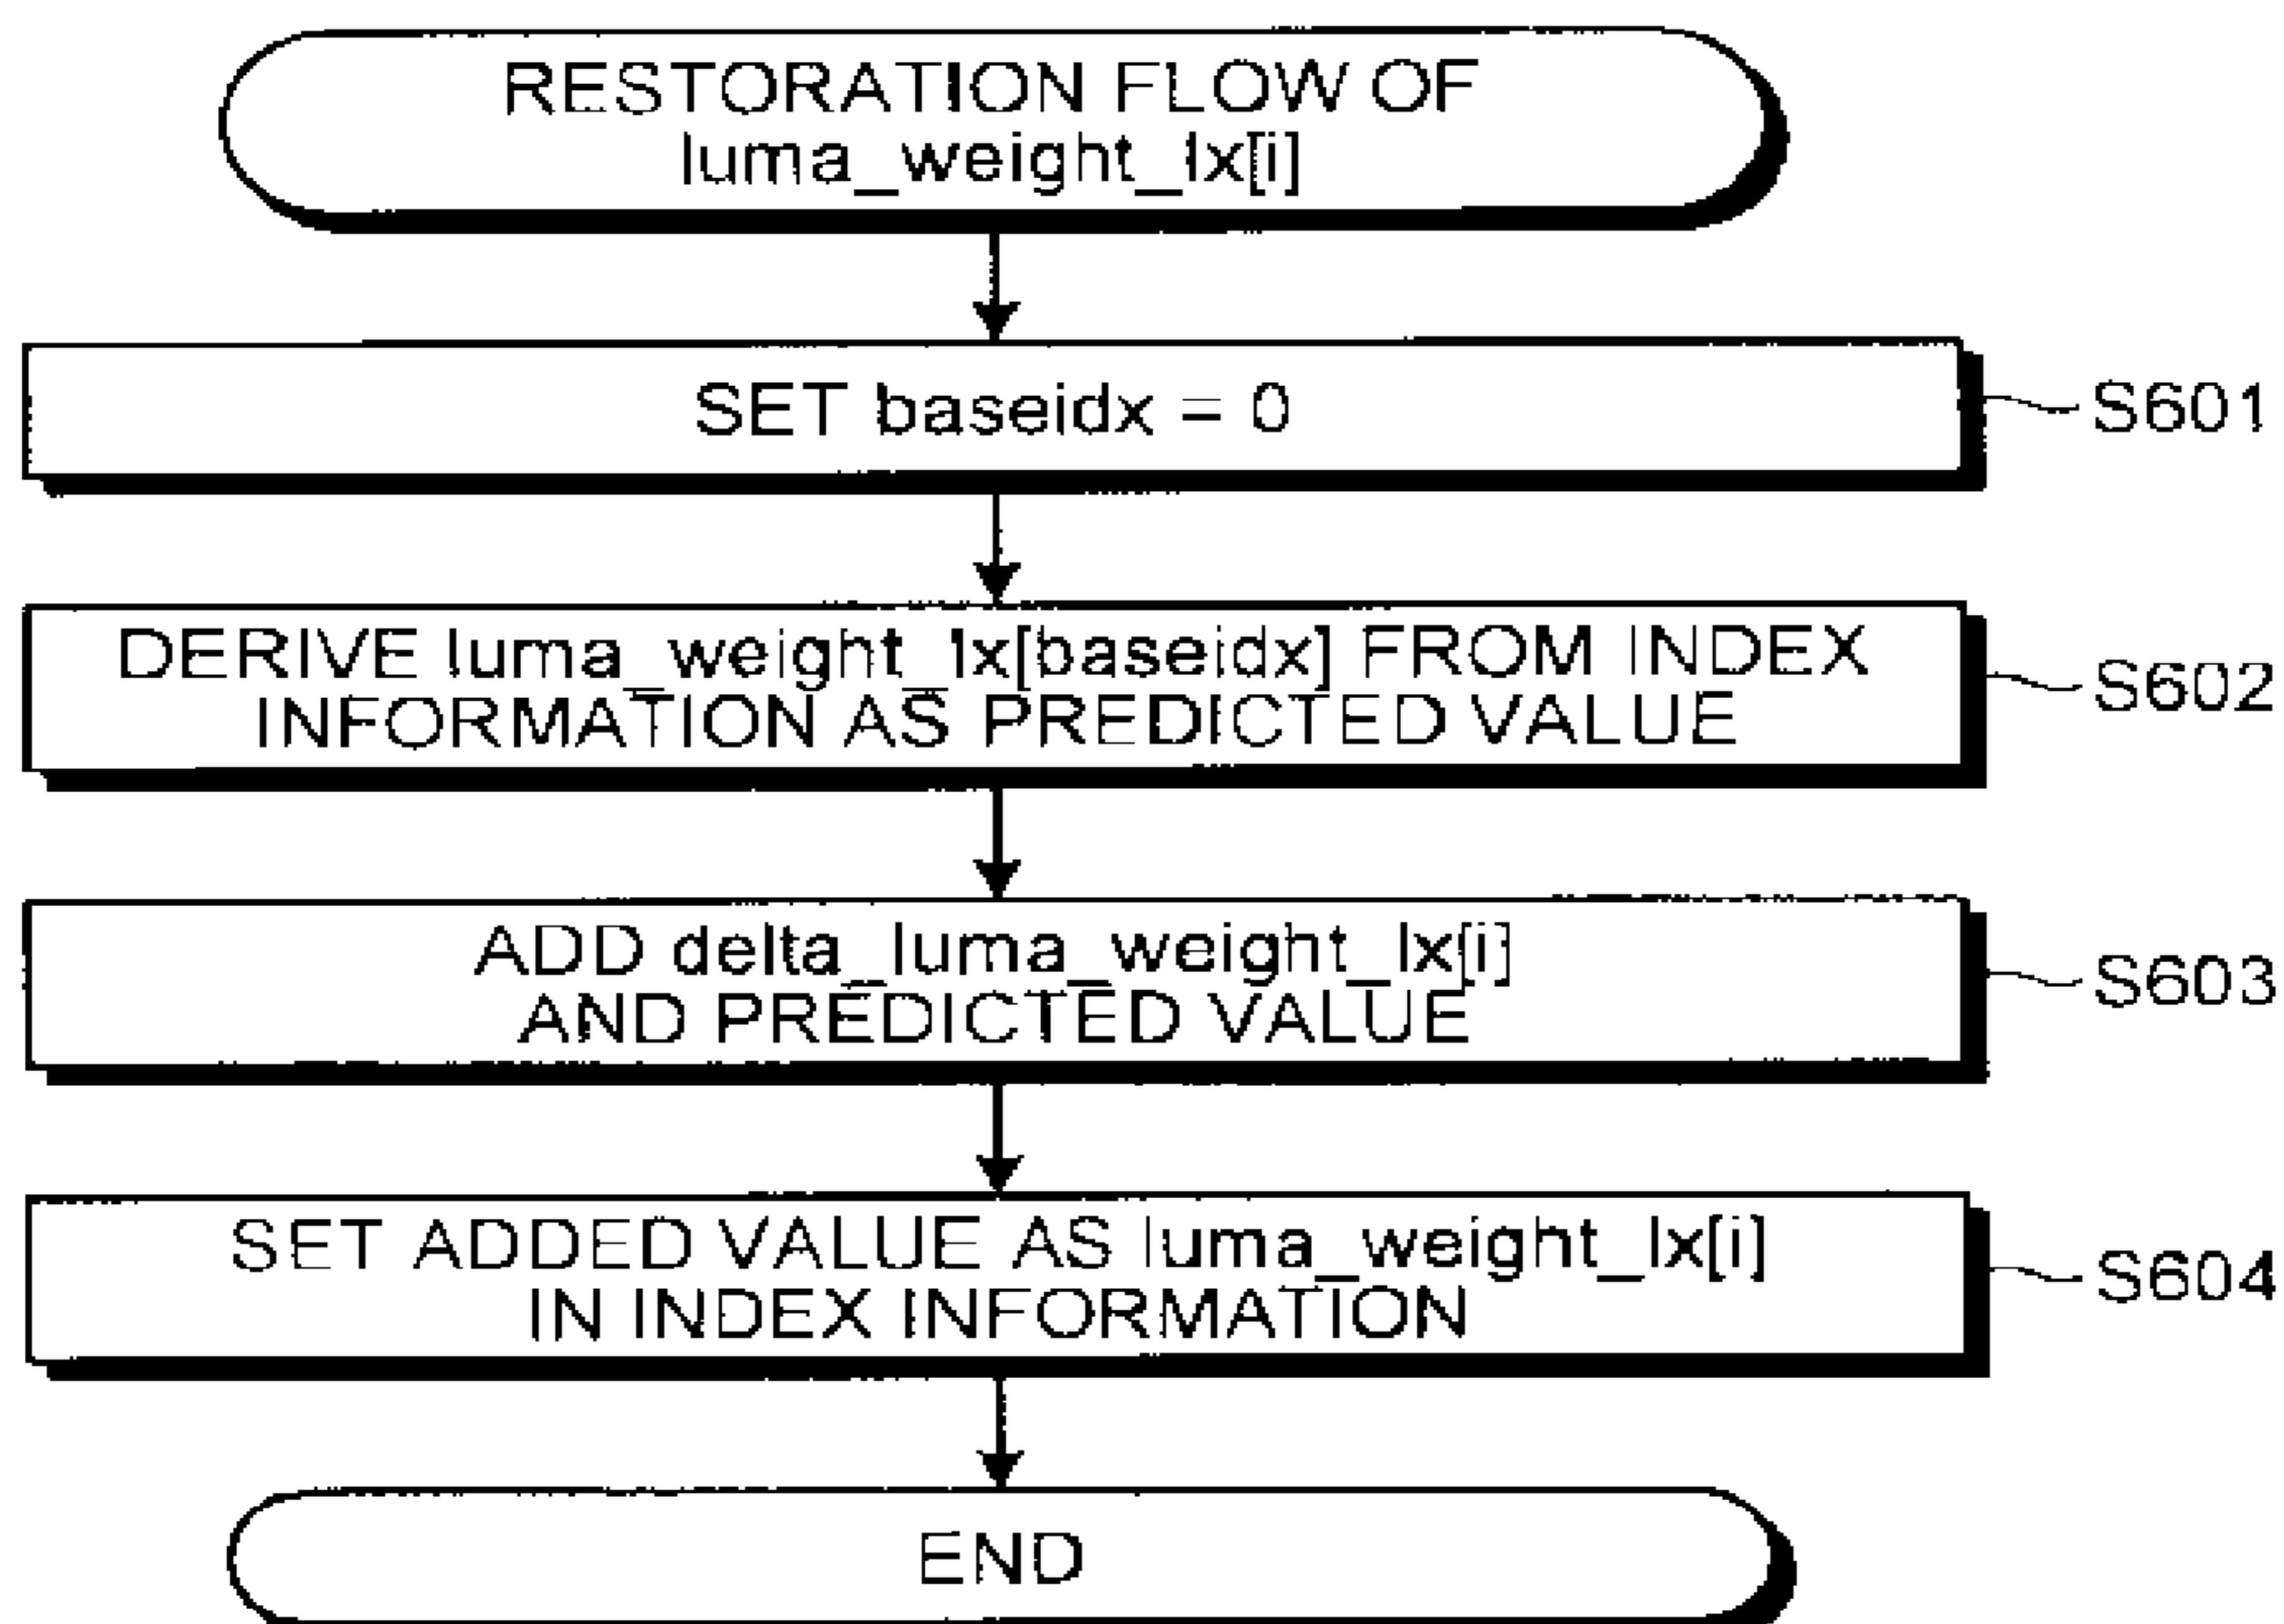 RESTORATION FLOW OF
luma_weight_lx[i]
SET baseidx = 0
S601
DERIVE luma_weight_lx[baseidx] FROM INDEX
INFORMATION AS PREDICTED VALUE
S602
ADD delta_luma_weight_lx[i]
AND PREDICTED VALUE
S603
SET ADDED VALUE AS luma_weight_lx[i]
IN INDEX INFORMATION
S604
END